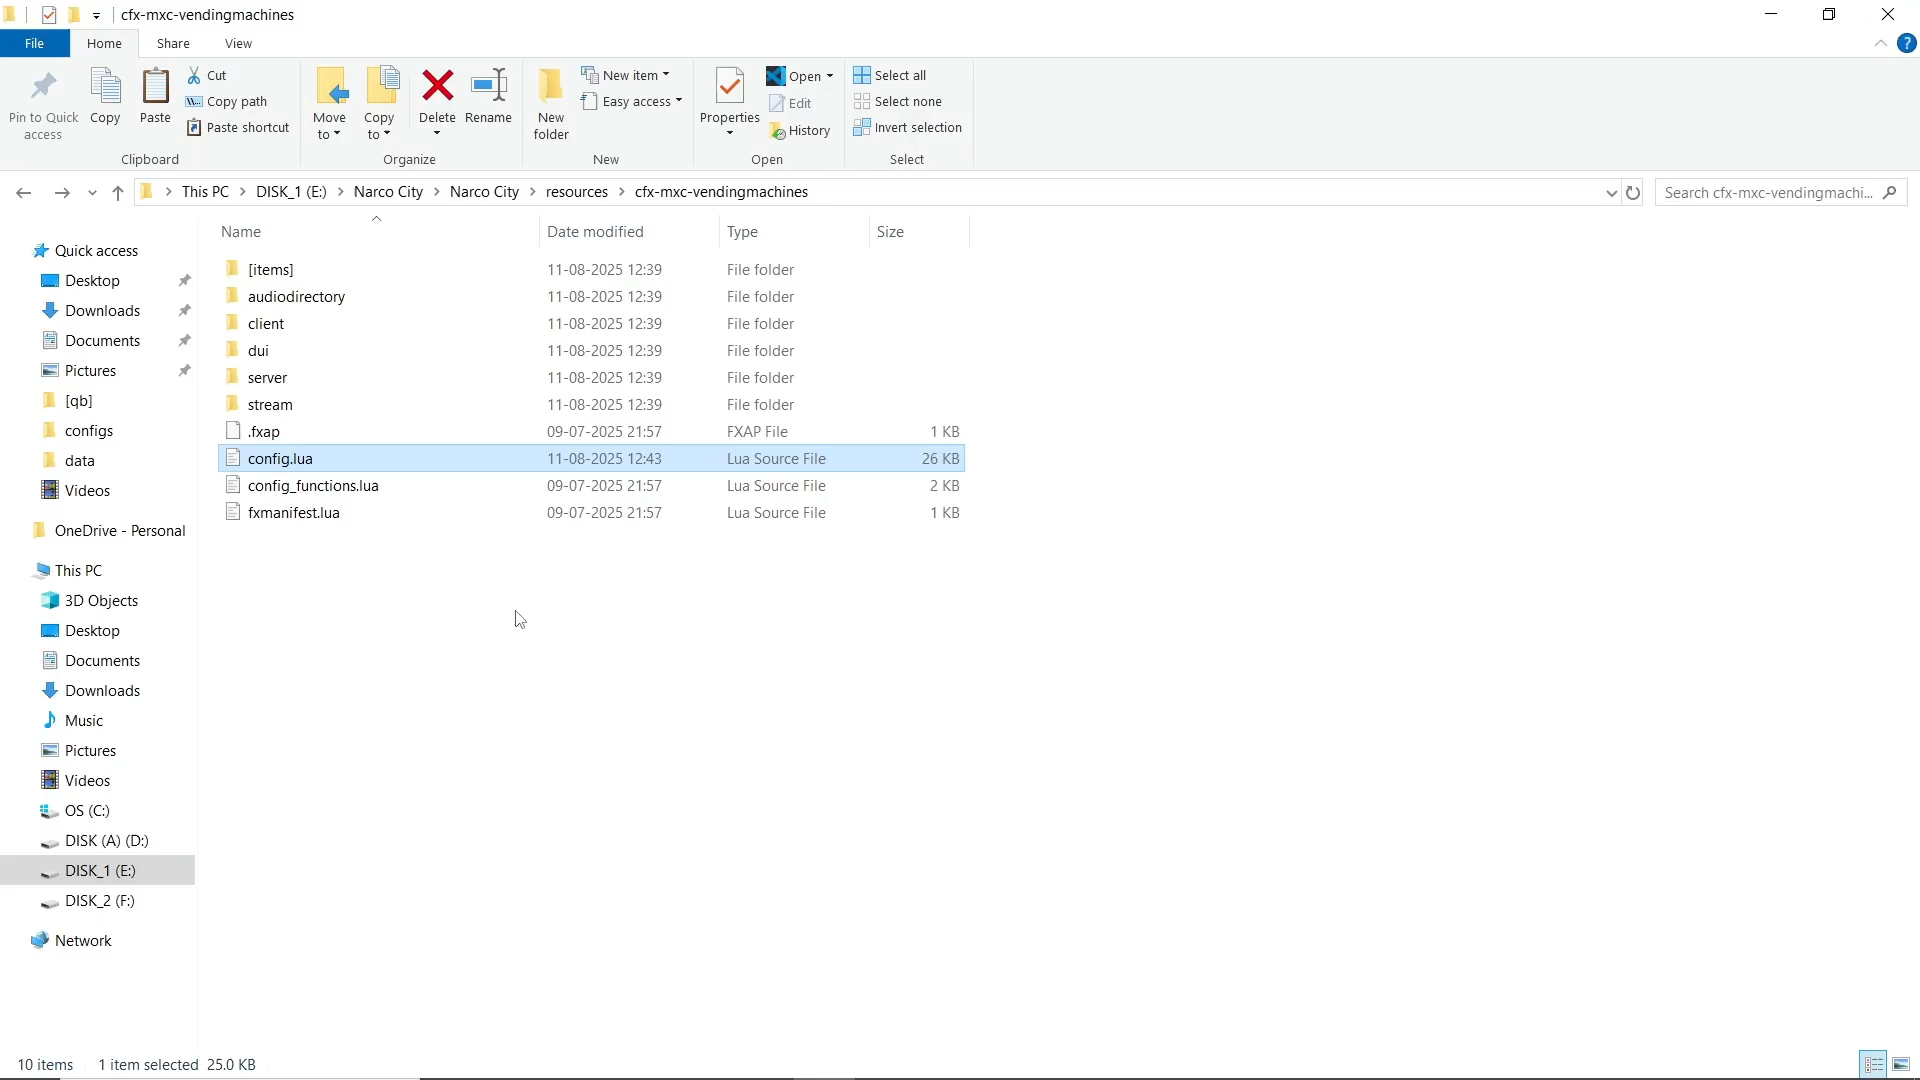 cfx-mxc-vendingmachines
File Home Share View
Pin to Quick access
Copy
Paste
Cut
Copy path
Paste shortcut
Clipboard
Move to
Copy to
Delete
Rename
Organize
New folder
New item
Easy access
New
Properties
Open
Edit
History
Open
Select all
Select none
Invert selection
Select
This PC > DISK_1 (E:) > Narco City > Narco City > resources > cfx-mxc-vendingmachines
Search cfx-mxc-vendingmachi...
Quick access
Desktop
Downloads
Documents
Pictures
[qb]
configs
data
Videos
OneDrive - Personal
This PC
3D Objects
Desktop
Documents
Downloads
Music
Pictures
Videos
OS (C:)
DISK (A) (D:)
DISK_1 (E:)
DISK_2 (F:)
Network
Name Date modified Type Size
[items] 11-08-2025 12:39 File folder
audiodirectory 11-08-2025 12:39 File folder
client 11-08-2025 12:39 File folder
dui 11-08-2025 12:39 File folder
server 11-08-2025 12:39 File folder
stream 11-08-2025 12:39 File folder
.fxap 09-07-2025 21:57 FXAP File 1 KB
config.lua 11-08-2025 12:43 Lua Source File 26 KB
config_functions.lua 09-07-2025 21:57 Lua Source File 2 KB
fxmanifest.lua 09-07-2025 21:57 Lua Source File 1 KB
10 items 1 item selected 25.0 KB